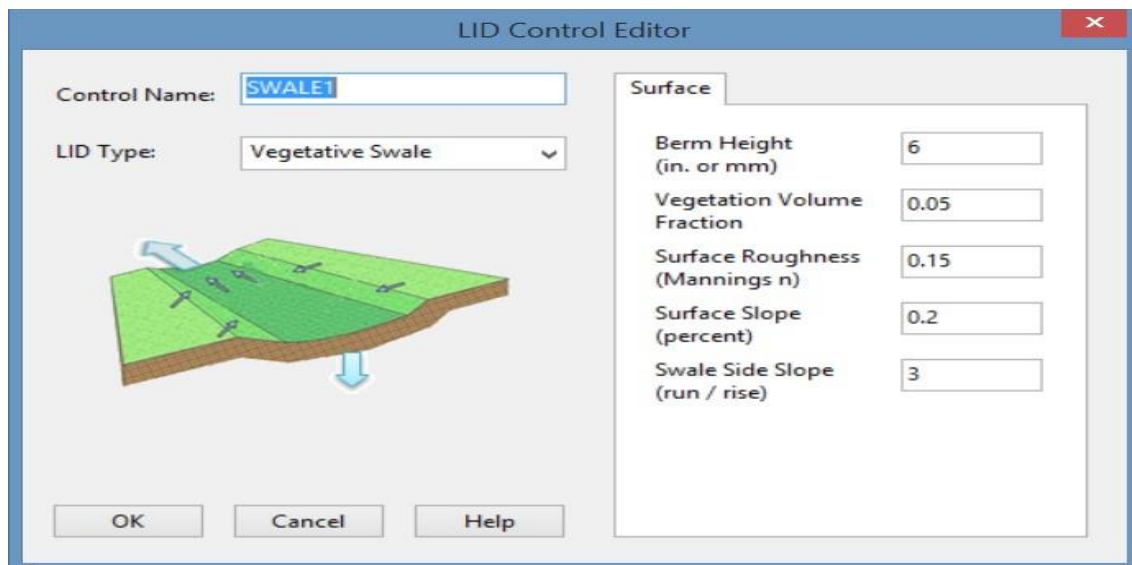 LID Control Editor
Control Name: SWALE1
LID Type: Vegetative Swale
Surface
Berm Height
(in. or mm) 6
Vegetation Volume
Fraction 0.05
Surface Roughness
(Mannings n) 0.15
Surface Slope
(percent) 0.2
Swale Side Slope
(run / rise) 3
OK Cancel Help